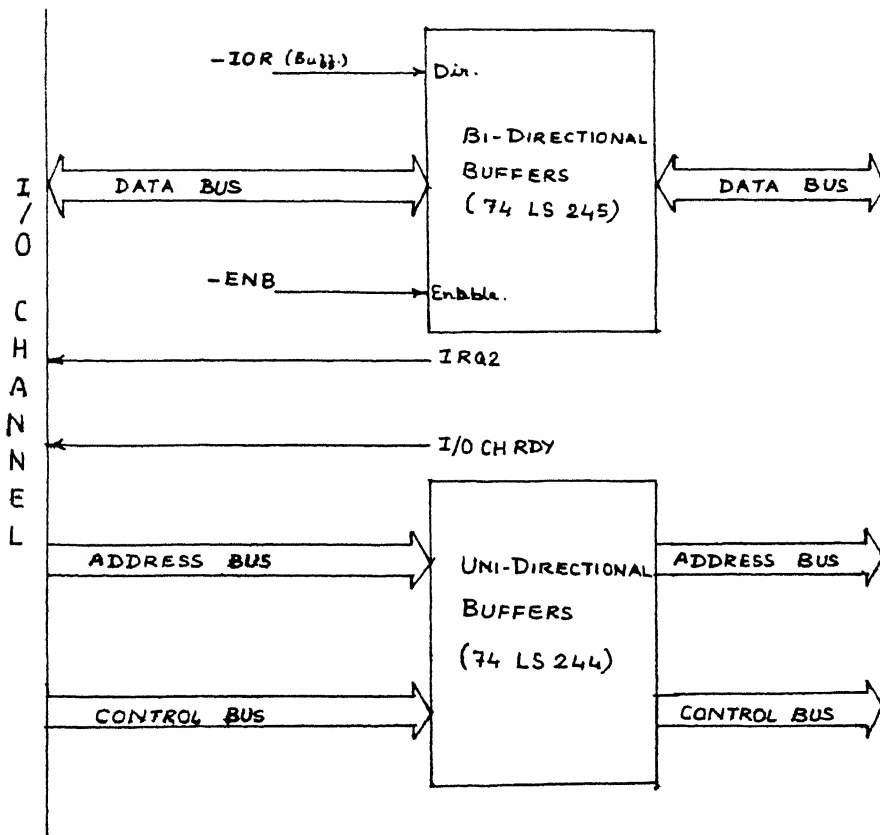 -IOR (Buff.)
Dir.
BI-DIRECTIONAL
BUFFERS
(74 LS 245)
DATA BUS
DATA BUS
-ENB
Enable.
I/O CHANNEL
IRQ2
I/O CH RDY
ADDRESS BUS
UNI-DIRECTIONAL
BUFFERS
(74 LS 244)
ADDRESS BUS
CONTROL BUS
CONTROL BUS